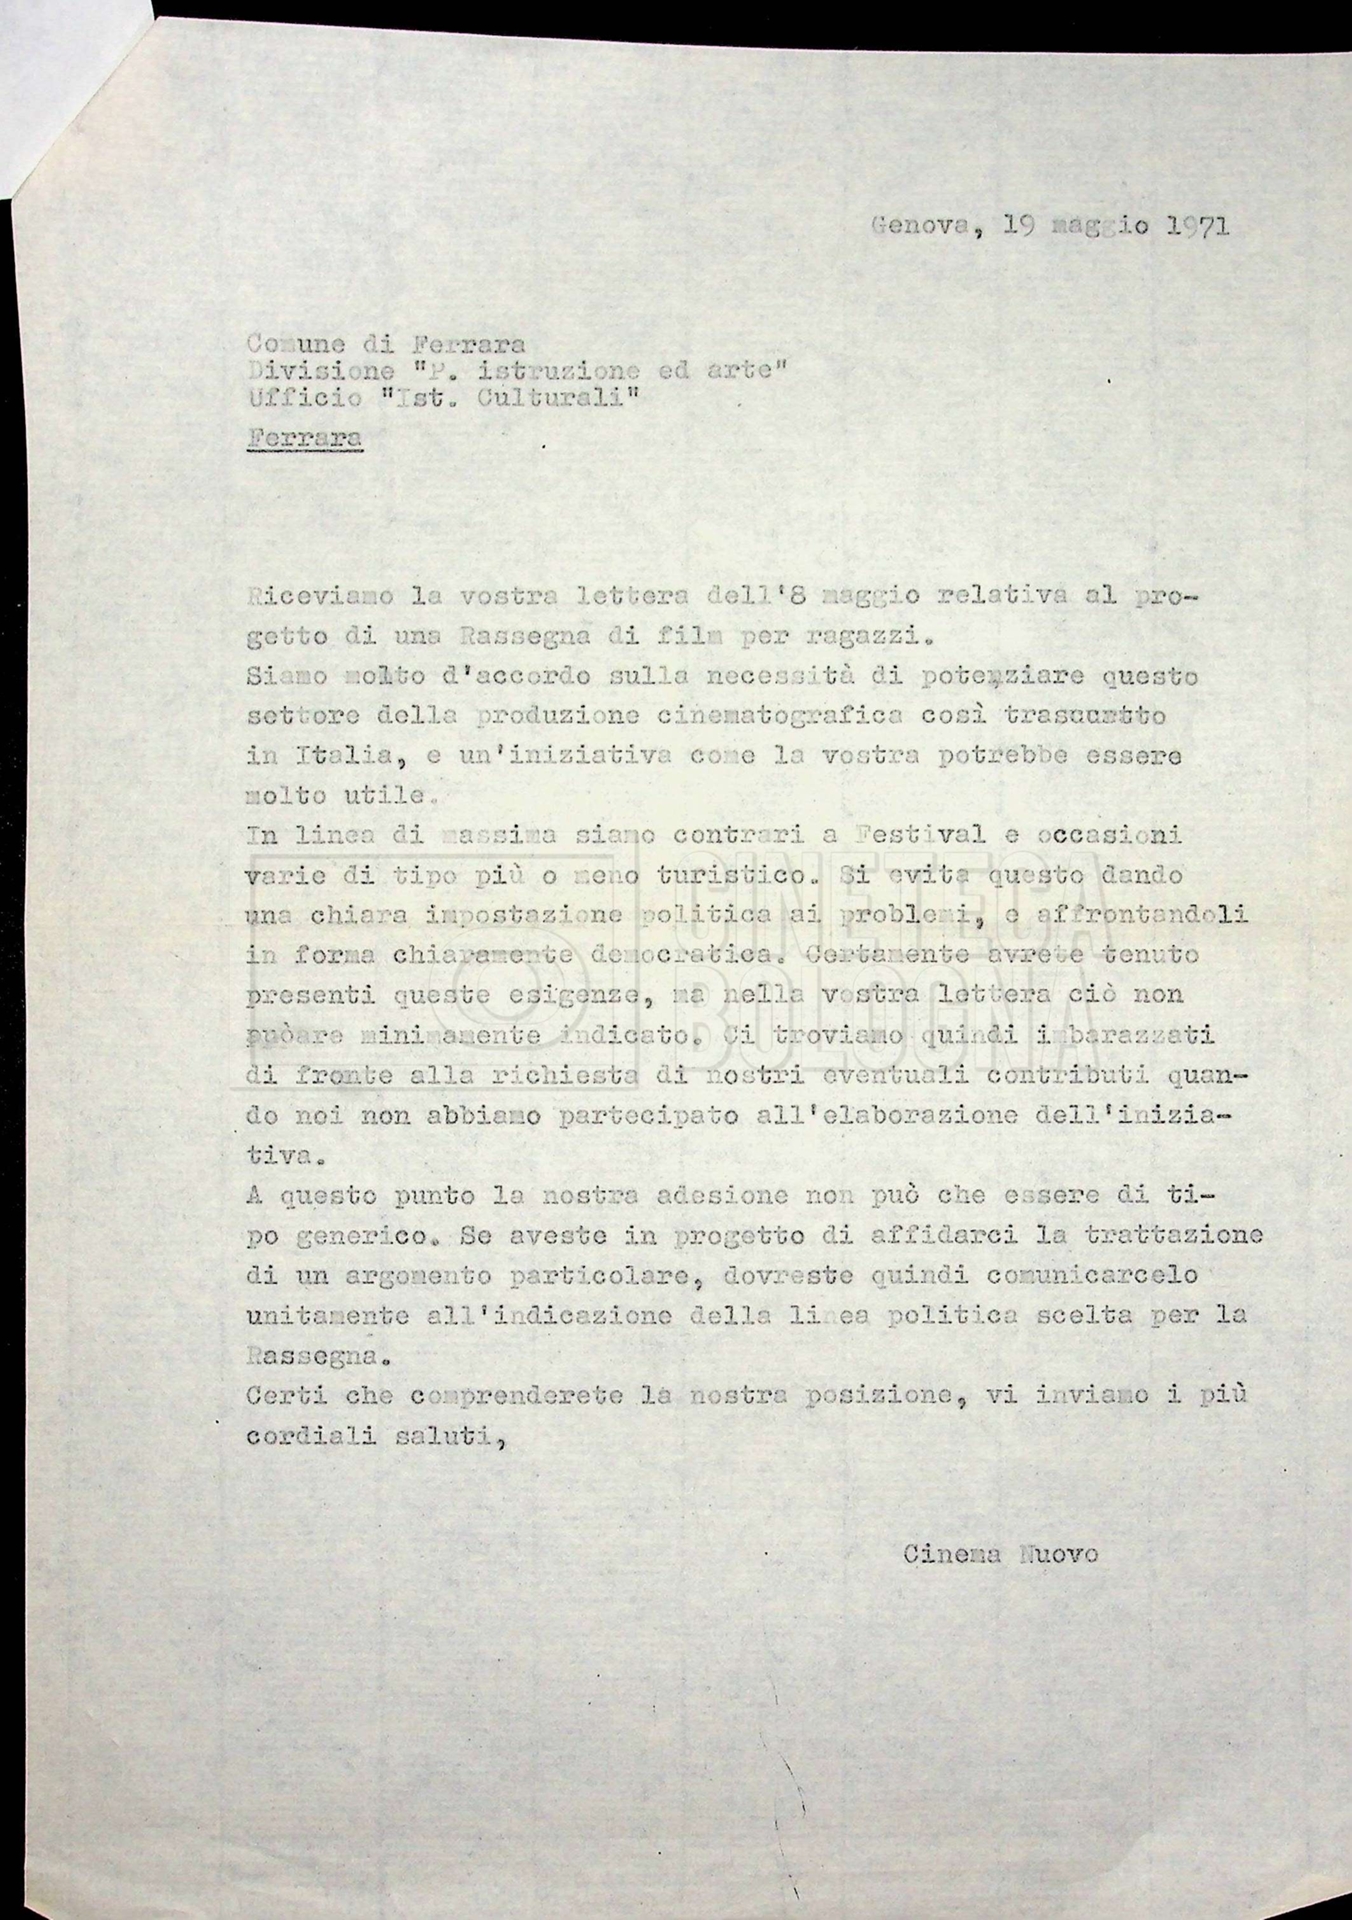 Genova, 19 maggio 1971
Comune di Ferrara
Divisione "P. istruzione ed arte"
Ufficio "Ist. Culturali"
Ferrara
Riceviamo la vostra lettera dell'8 maggio relativa al pro-
getto di una Rassegna di film per ragazzi.
Siamo molto d'accordo sulla necessità di potenziare questo
settore della produzione cinematografica così
in Italia, e un'iniziativa come la vostra potrebbe essere
molto utile.
In linea di massima siamo contrari a Festival e occasioni
varie di tipo più o meno turistico. Si evita questo dando
una chiara impostazione politica ai problemi, e affrontandoli
in forma chiaramente democratica. Certamente avrete tenuto
presenti queste esigenze, ma nella vostra lettera ciò non
minimamente indicato. Ci troviamo quindi imbarazzati
di fronte alla richiesta di nostri eventuali contributi quan-
do noi non abbiamo partecipato all'elaborazione dell'inizia-
tiva.
A questo punto la nostra adesione non può che essere di ti-
po generico. Se aveste in progetto di affidarci la trattazione
di un argomento particolare, dovreste quindi comunicarcelo
unitamente all'indicazione della linea politica scelta per la
Rassegna.
Certi che comprenderete la nostra posizione, vi inviamo i più
cordiali saluti,
Cinema Nuovo
CINETECA
BOLOGNA